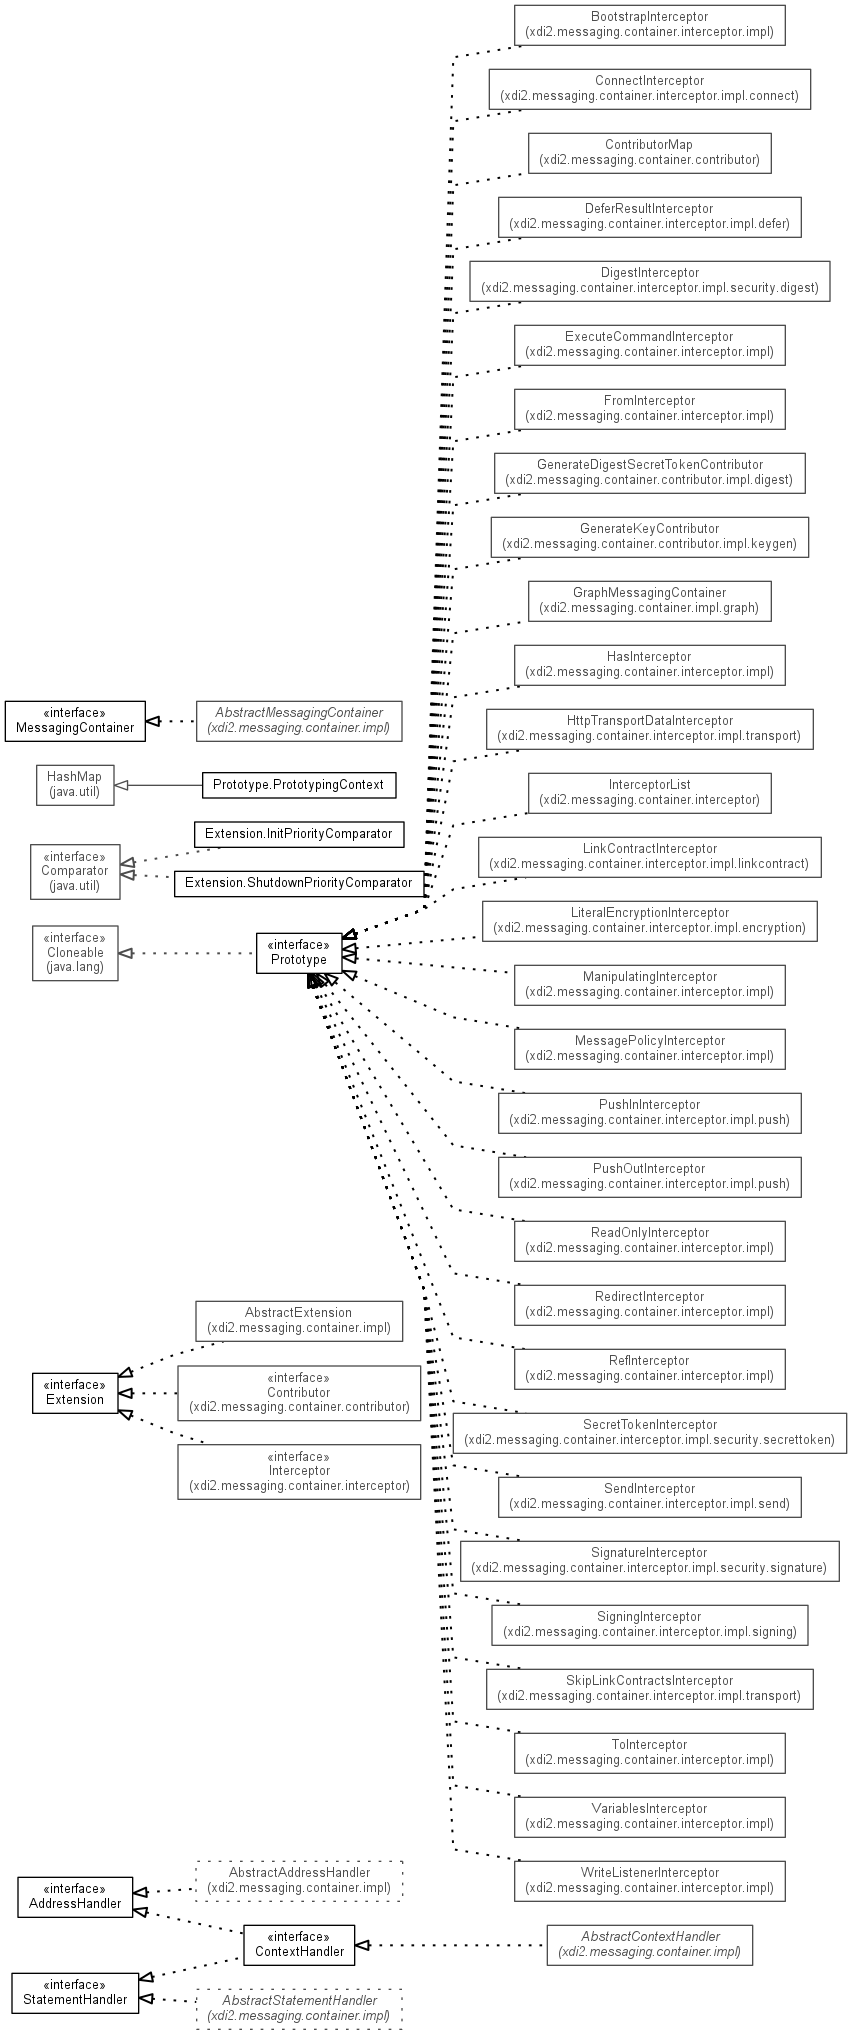 BootstrapInterceptor
(xdi2.messaging.container.interceptor.impl)
ConnectInterceptor
(xdi2.messaging.container.interceptor.impl.connect)
ContributorMap
(xdi2.messaging.container.contributor)
DeferResultInterceptor
(xdi2.messaging.container.interceptor.impl.defer)
DigestInterceptor
(xdi2.messaging.container.interceptor.impl.security.digest)
ExecuteCommandInterceptor
(xdi2.messaging.container.interceptor.impl)
FromInterceptor
(xdi2.messaging.container.interceptor.impl)
GenerateDigestSecretTokenContributor
(xdi2.messaging.container.contributor.impl.digest)
GenerateKeyContributor
(xdi2.messaging.container.contributor.impl.keygen)
GraphMessagingContainer
(xdi2.messaging.container.impl.graph)
HasInterceptor
(xdi2.messaging.container.interceptor.impl)
«interface»
MessagingContainer
AbstractMessagingContainer
(xdi2.messaging.container.impl)
HttpTransportDataInterceptor
(xdi2.messaging.container.interceptor.impl.transport)
HashMap
(java.util)
Prototype.PrototypingContext
InterceptorList
(xdi2.messaging.container.interceptor)
Extension.InitPriorityComparator
«interface»
Comparator
(java.util)
Extension.ShutdownPriorityComparator
LinkContractInterceptor
(xdi2.messaging.container.interceptor.impl.linkcontract)
«interface»
Cloneable
(java.lang)
«interface»
Prototype
LiteralEncryptionInterceptor
(xdi2.messaging.container.interceptor.impl.encryption)
ManipulatingInterceptor
(xdi2.messaging.container.interceptor.impl)
MessagePolicyInterceptor
(xdi2.messaging.container.interceptor.impl)
PushInInterceptor
(xdi2.messaging.container.interceptor.impl.push)
PushOutInterceptor
(xdi2.messaging.container.interceptor.impl.push)
ReadOnlyInterceptor
(xdi2.messaging.container.interceptor.impl)
RedirectInterceptor
(xdi2.messaging.container.interceptor.impl)
AbstractExtension
(xdi2.messaging.container.impl)
RefInterceptor
(xdi2.messaging.container.interceptor.impl)
«interface»
Extension
«interface»
Contributor
(xdi2.messaging.container.contributor)
SecretTokenInterceptor
(xdi2.messaging.container.interceptor.impl.security.secrettoken)
«interface»
Interceptor
(xdi2.messaging.container.interceptor)
SendInterceptor
(xdi2.messaging.container.interceptor.impl.send)
SignatureInterceptor
(xdi2.messaging.container.interceptor.impl.security.signature)
SigningInterceptor
(xdi2.messaging.container.interceptor.impl.signing)
SkipLinkContractsInterceptor
(xdi2.messaging.container.interceptor.impl.transport)
ToInterceptor
(xdi2.messaging.container.interceptor.impl)
VariablesInterceptor
(xdi2.messaging.container.interceptor.impl)
WriteListenerInterceptor
(xdi2.messaging.container.interceptor.impl)
«interface»
AddressHandler
AbstractAddressHandler
(xdi2.messaging.container.impl)
«interface»
ContextHandler
AbstractContextHandler
(xdi2.messaging.container.impl)
«interface»
StatementHandler
AbstractStatementHandler
(xdi2.messaging.container.impl)